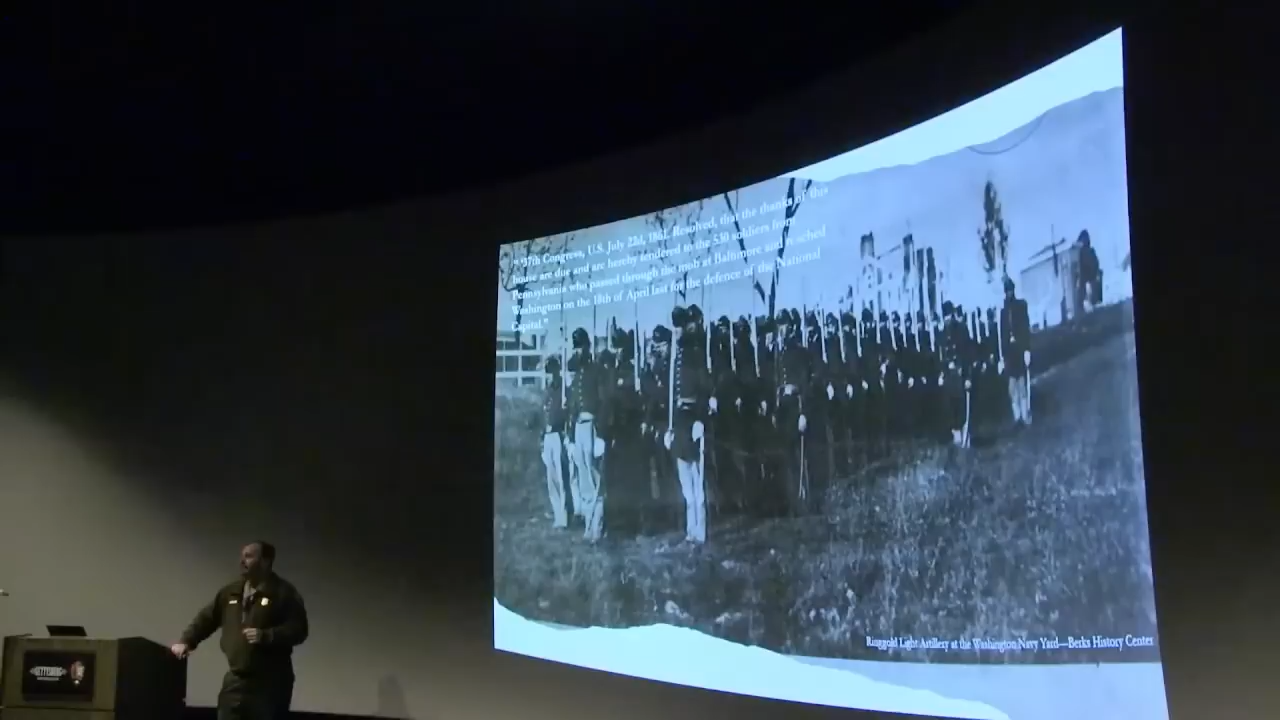 "'37th Congress, U.S. July 22d, 1861. Resolved, that the thanks of this
house are due and are hereby tendered to the 530 soldiers from
Pennsylvania who passed through the mob at Baltimore and reached
Washington on the 18th of April last for the defence of the National
Capital."
Ringgold Light Artillery at the Washington Navy Yard—Berks History Center
GETTYSBURG